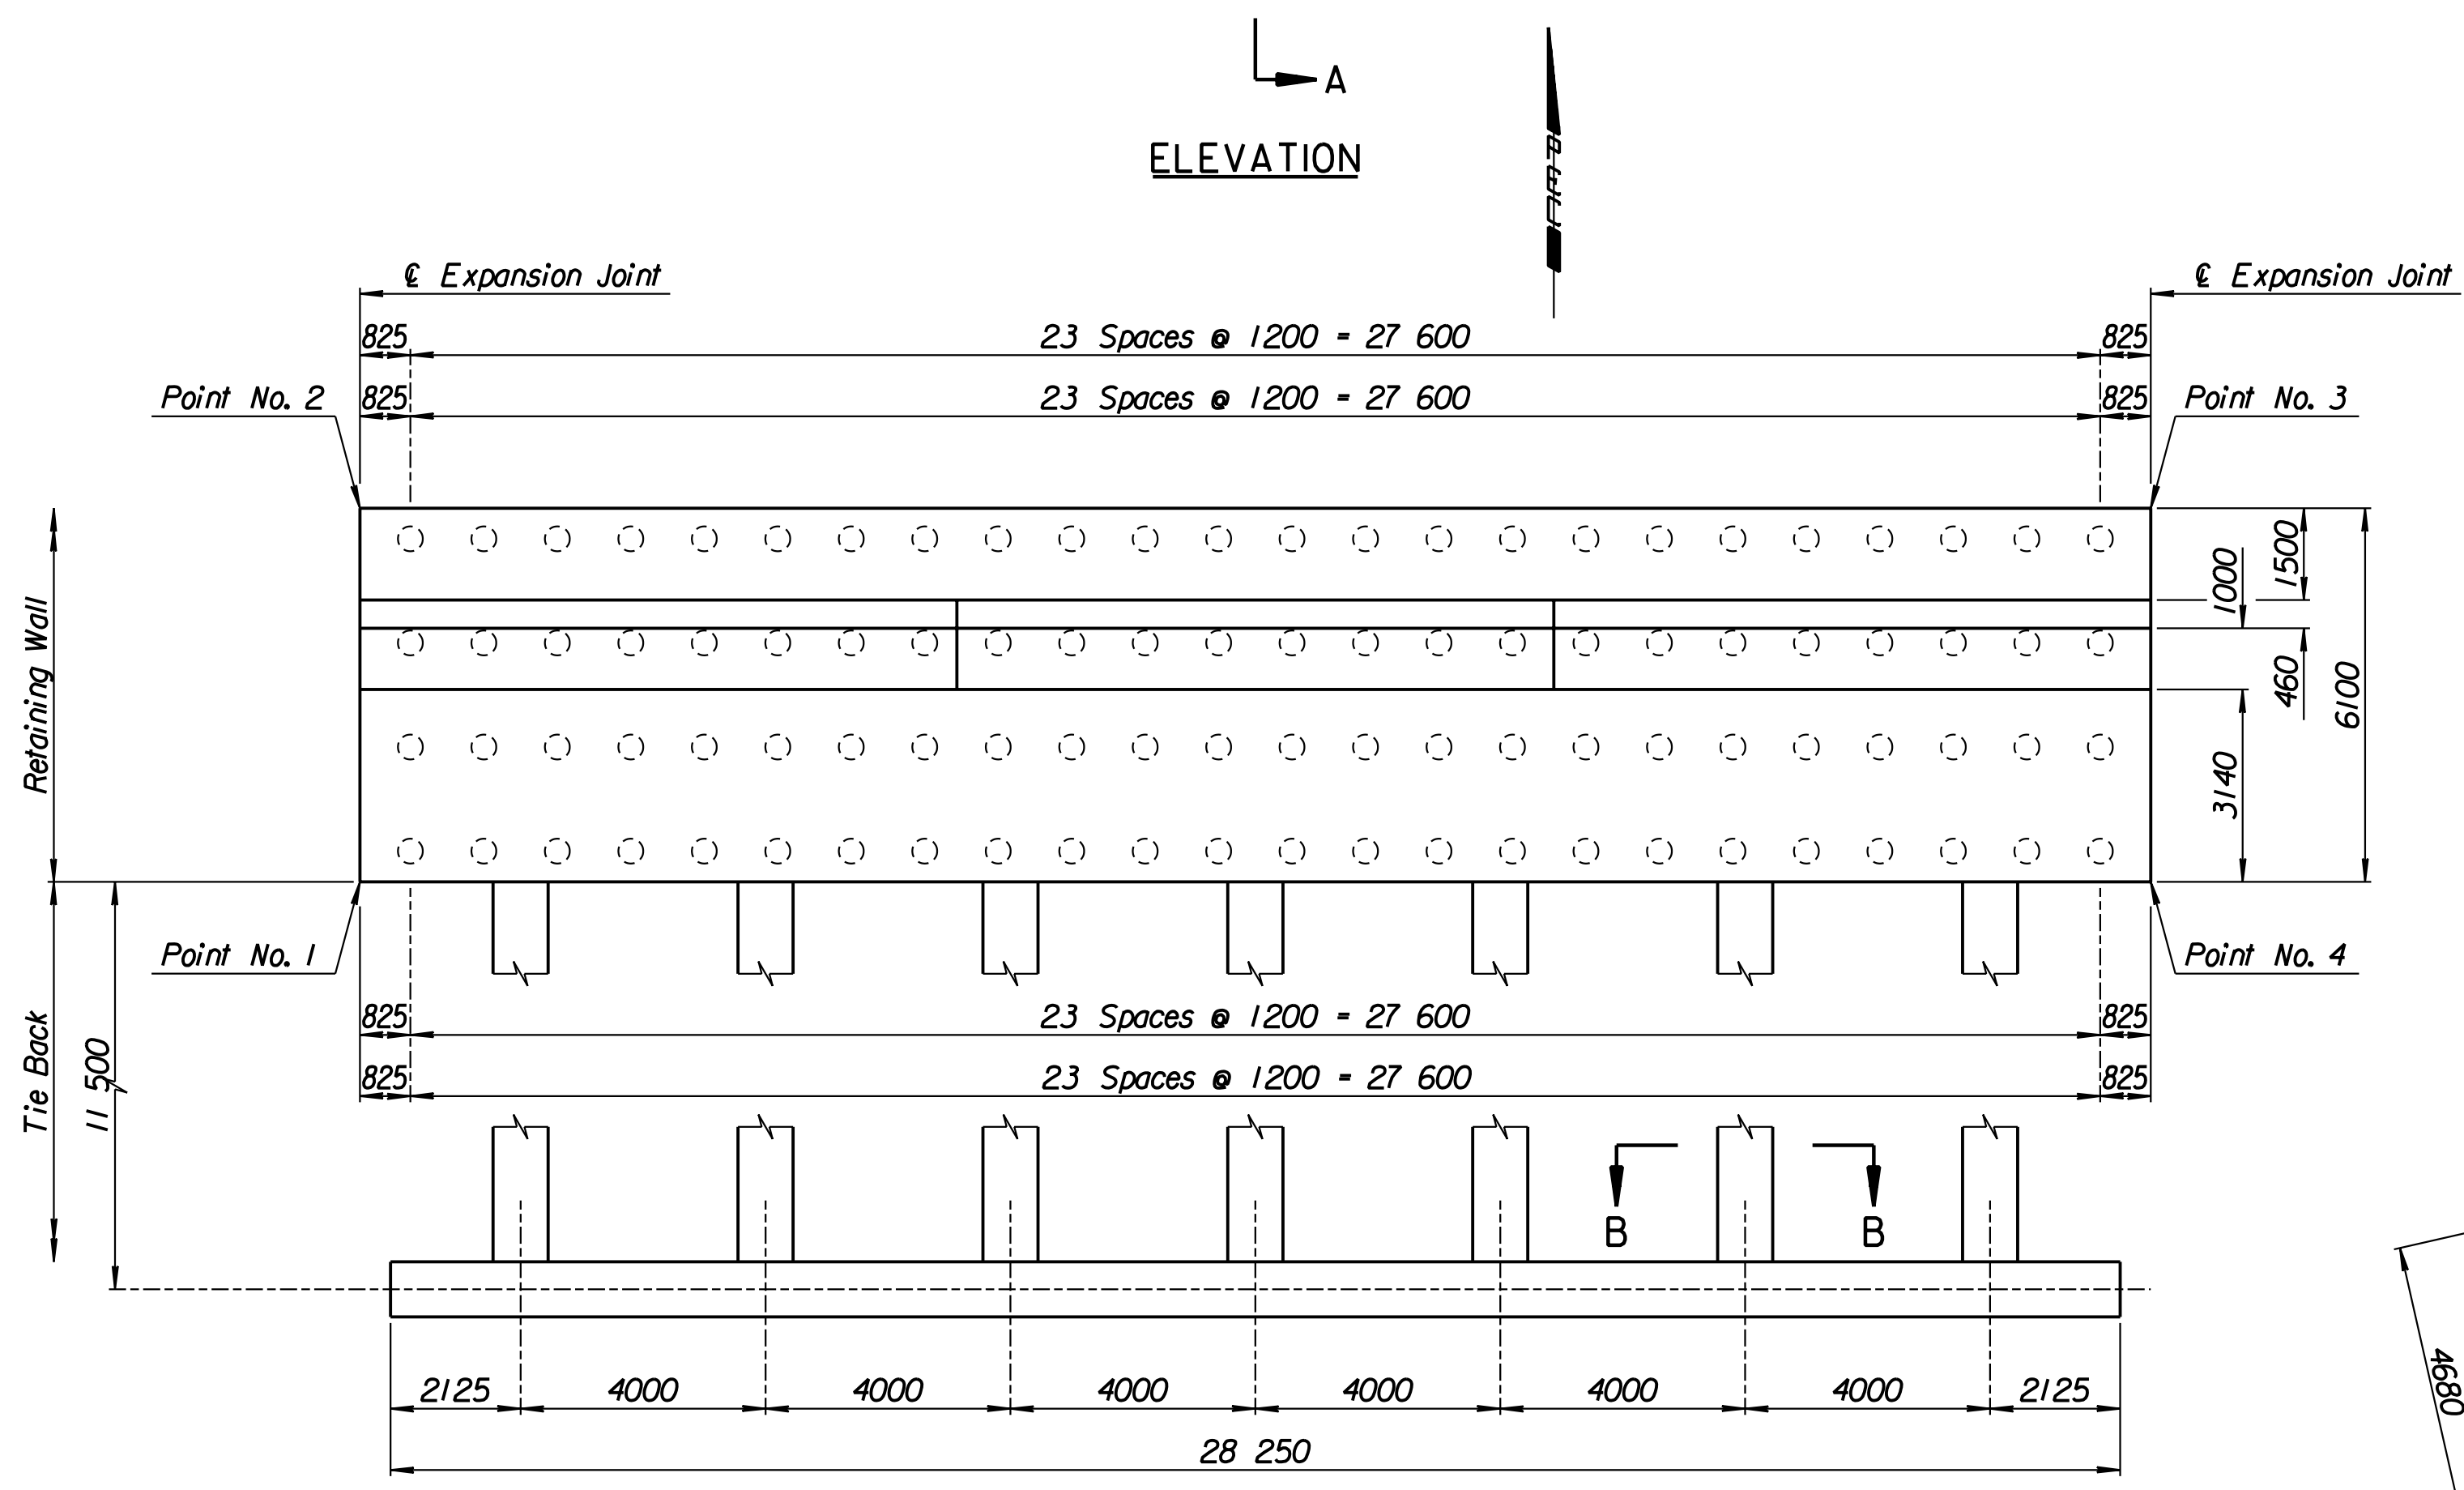 A
ELEVATION
℄ Expansion Joint
℄ Expansion Joint
825
23 Spaces @ 1200 = 27 600
825
Point No. 2
825
23 Spaces @ 1200 = 27 600
825
Point No. 3
Retaining Wall
1000
1500
460
6100
3140
Point No. 1
Point No. 4
Tie Back
11 500
825
23 Spaces @ 1200 = 27 600
825
825
23 Spaces @ 1200 = 27 600
825
B
B
2125
4000
4000
4000
4000
4000
4000
2125
28 250
4680